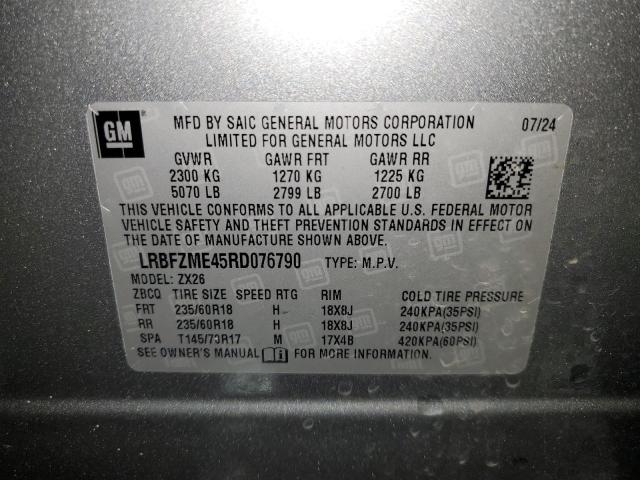 GM
MFD BY SAIC GENERAL MOTORS CORPORATION 07/24
LIMITED FOR GENERAL MOTORS LLC
GVWR GAWR FRT GAWR RR
2300 KG 1270 KG 1225 KG
5070 LB 2799 LB 2700 LB
THIS VEHICLE CONFORMS TO ALL APPLICABLE U.S. FEDERAL MOTOR
VEHICLE SAFETY AND THEFT PREVENTION STANDARDS IN EFFECT ON
DATE OF MANUFACTURE SHOWN ABOVE.
LRBFZME45RD076790 TYPE: M.P.V.
MODEL: ZX26
ZBCQ TIRE SIZE SPEED RTG RIM COLD TIRE PRESSURE
FRT 235/60R18 H 18X8J 240KPA(35PSI)
RR 235/60R18 H 18X8J 240KPA(35PSI)
SPA T145/70R17 M 17X4B 420KPA(60PSI)
SEE OWNER'S MANUAL FOR MORE INFORMATION.